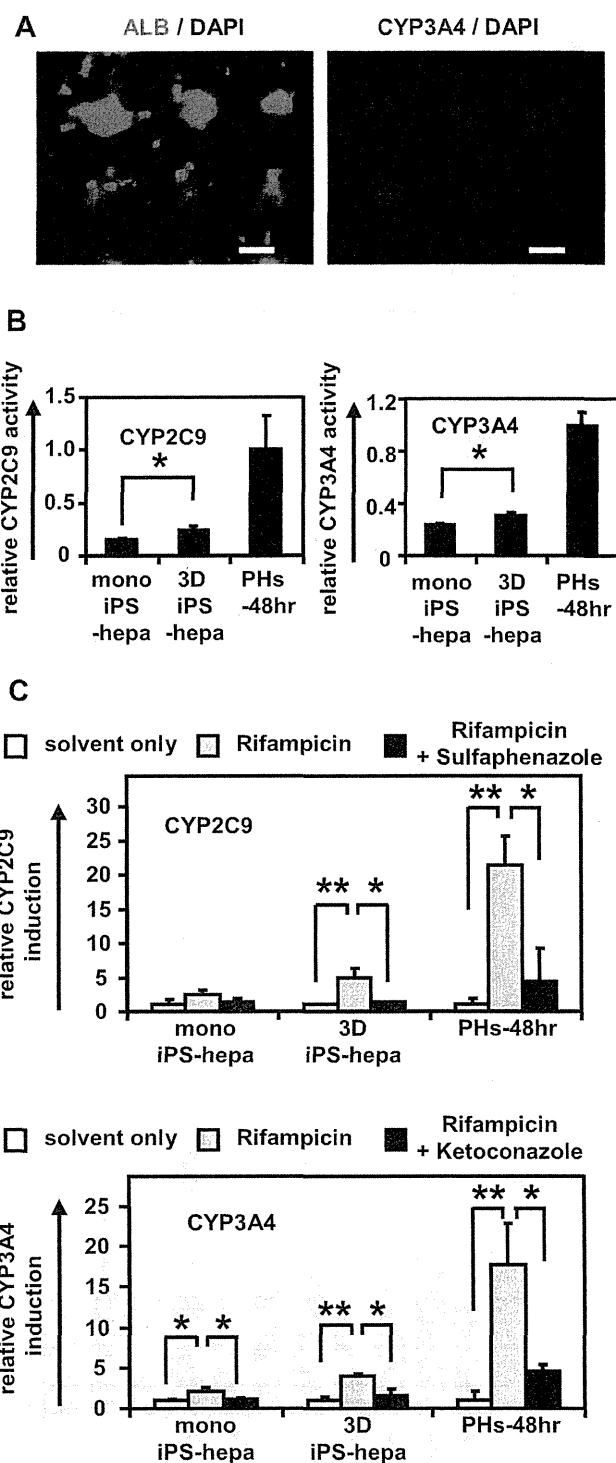 A
ALB / DAPI
CYP3A4 / DAPI
B
relative CYP2C9 activity
1.5
1.0
0.5
0
CYP2C9
*
mono iPS -hepa
3D iPS -hepa
PHs -48hr
relative CYP3A4 activity
1.2
0.8
0.4
0
CYP3A4
*
mono iPS -hepa
3D iPS -hepa
PHs -48hr
C
solvent only
Rifampicin
Rifampicin
+ Sulfaphenazole
relative CYP2C9
induction
30
25
20
15
10
5
0
CYP2C9
** *
** *
mono
iPS-hepa
3D
iPS-hepa
PHs-48hr
solvent only
Rifampicin
Rifampicin
+ Ketoconazole
relative CYP3A4
induction
25
20
15
10
5
0
CYP3A4
* *
** *
** *
mono
iPS-hepa
3D
iPS-hepa
PHs-48hr